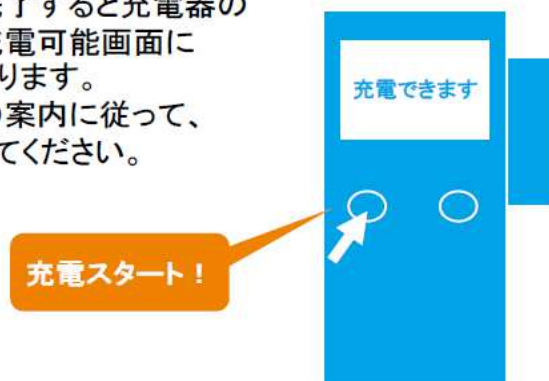 了すると充電器の
電可能画面に
ります。
案内に従って、
てください。
充電できます
充電スタート！